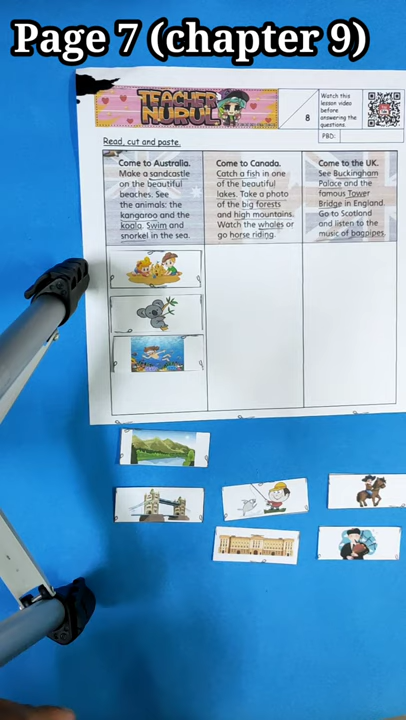 Page 7 (chapter 9)
TEACHER
NURUL
8
Watch this
lesson video
before
answering the
questions.
PBD:
Read, cut and paste.
Come to Australia.
Make a sandcastle
on the beautiful
beaches. See
the animals: the
kangaroo and the
koala. Swim and
snorkel in the sea.
Come to Canada.
Catch a fish in one
of the beautiful
lakes. Take a photo
of the big forests
and high mountains.
Watch the whales or
go horse riding.
Come to the UK.
See Buckingham
Palace and the
famous Tower
Bridge in England.
Go to Scotland
and listen to the
music of bagpipes.